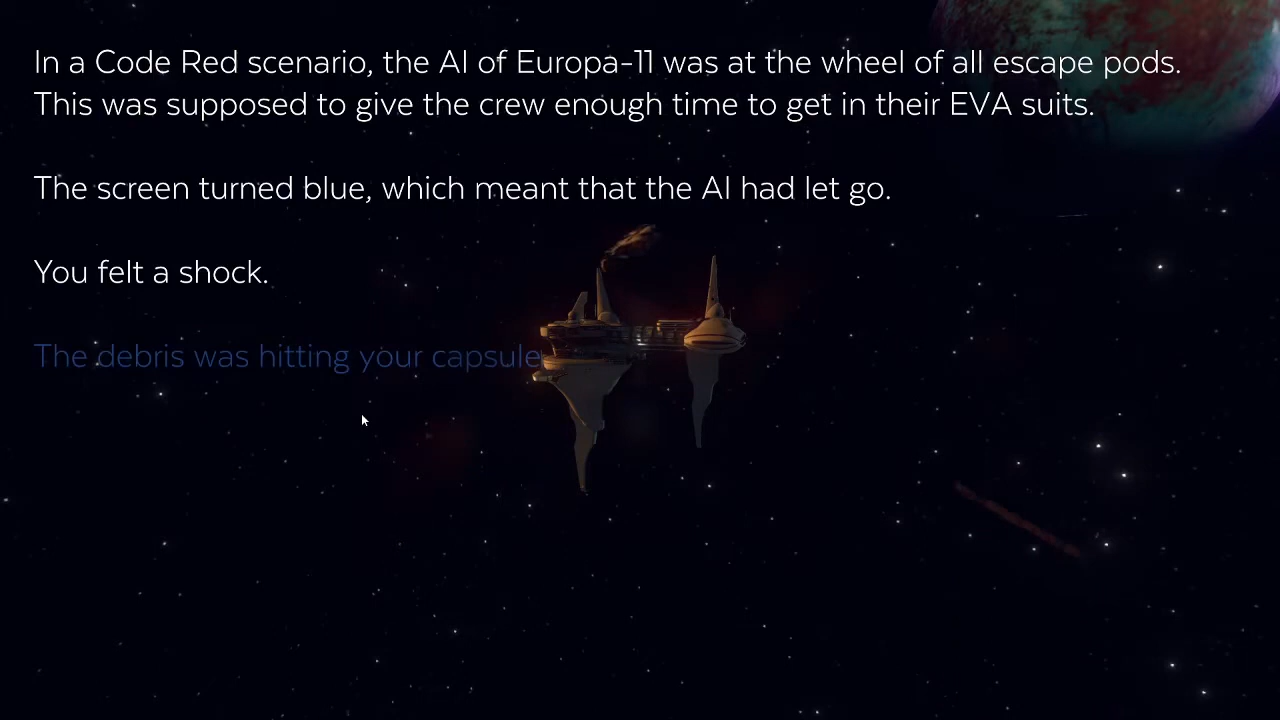 In a Code Red scenario, the AI of Europa-11 was at the wheel of all escape pods.
This was supposed to give the crew enough time to get in their EVA suits.
The screen turned blue, which meant that the AI had let go.
You felt a shock.
The debris was hitting your capsule